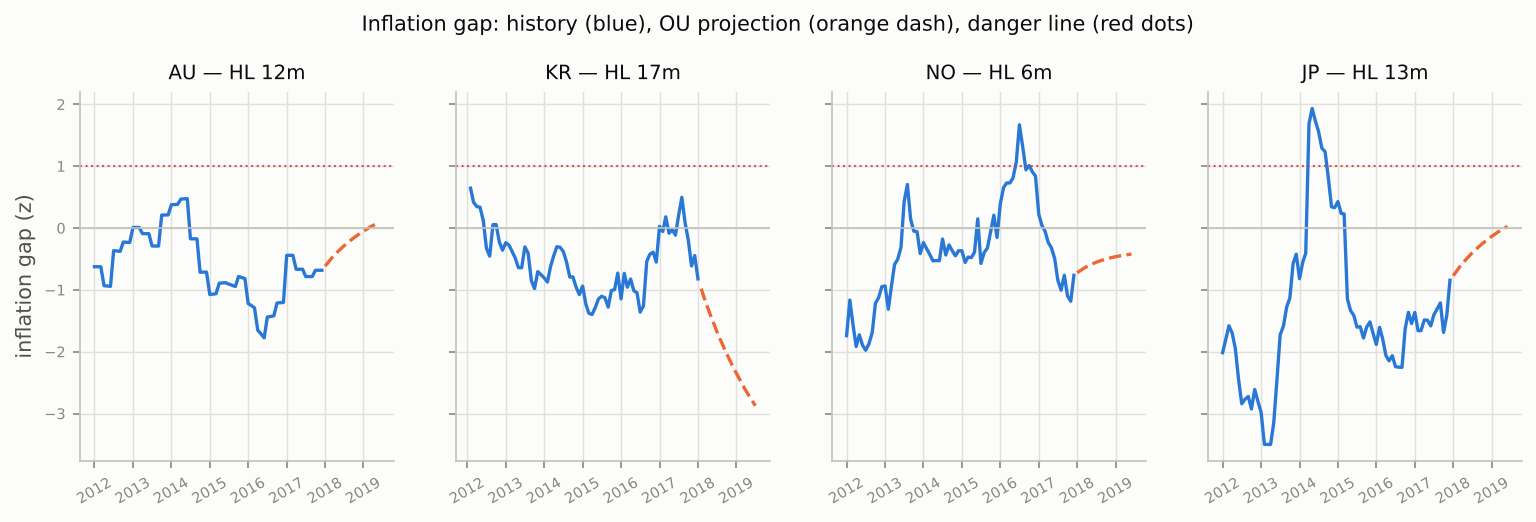 Inflation gap: history (blue), OU projection (orange dash), danger line (red dots)
AU — HL 12m
KR — HL 17m
NO — HL 6m
JP — HL 13m
inflation gap (z)
2
1
0
−1
−2
−3
2012 2013 2014 2015 2016 2017 2018 2019
2012 2013 2014 2015 2016 2017 2018 2019
2012 2013 2014 2015 2016 2017 2018 2019
2012 2013 2014 2015 2016 2017 2018 2019